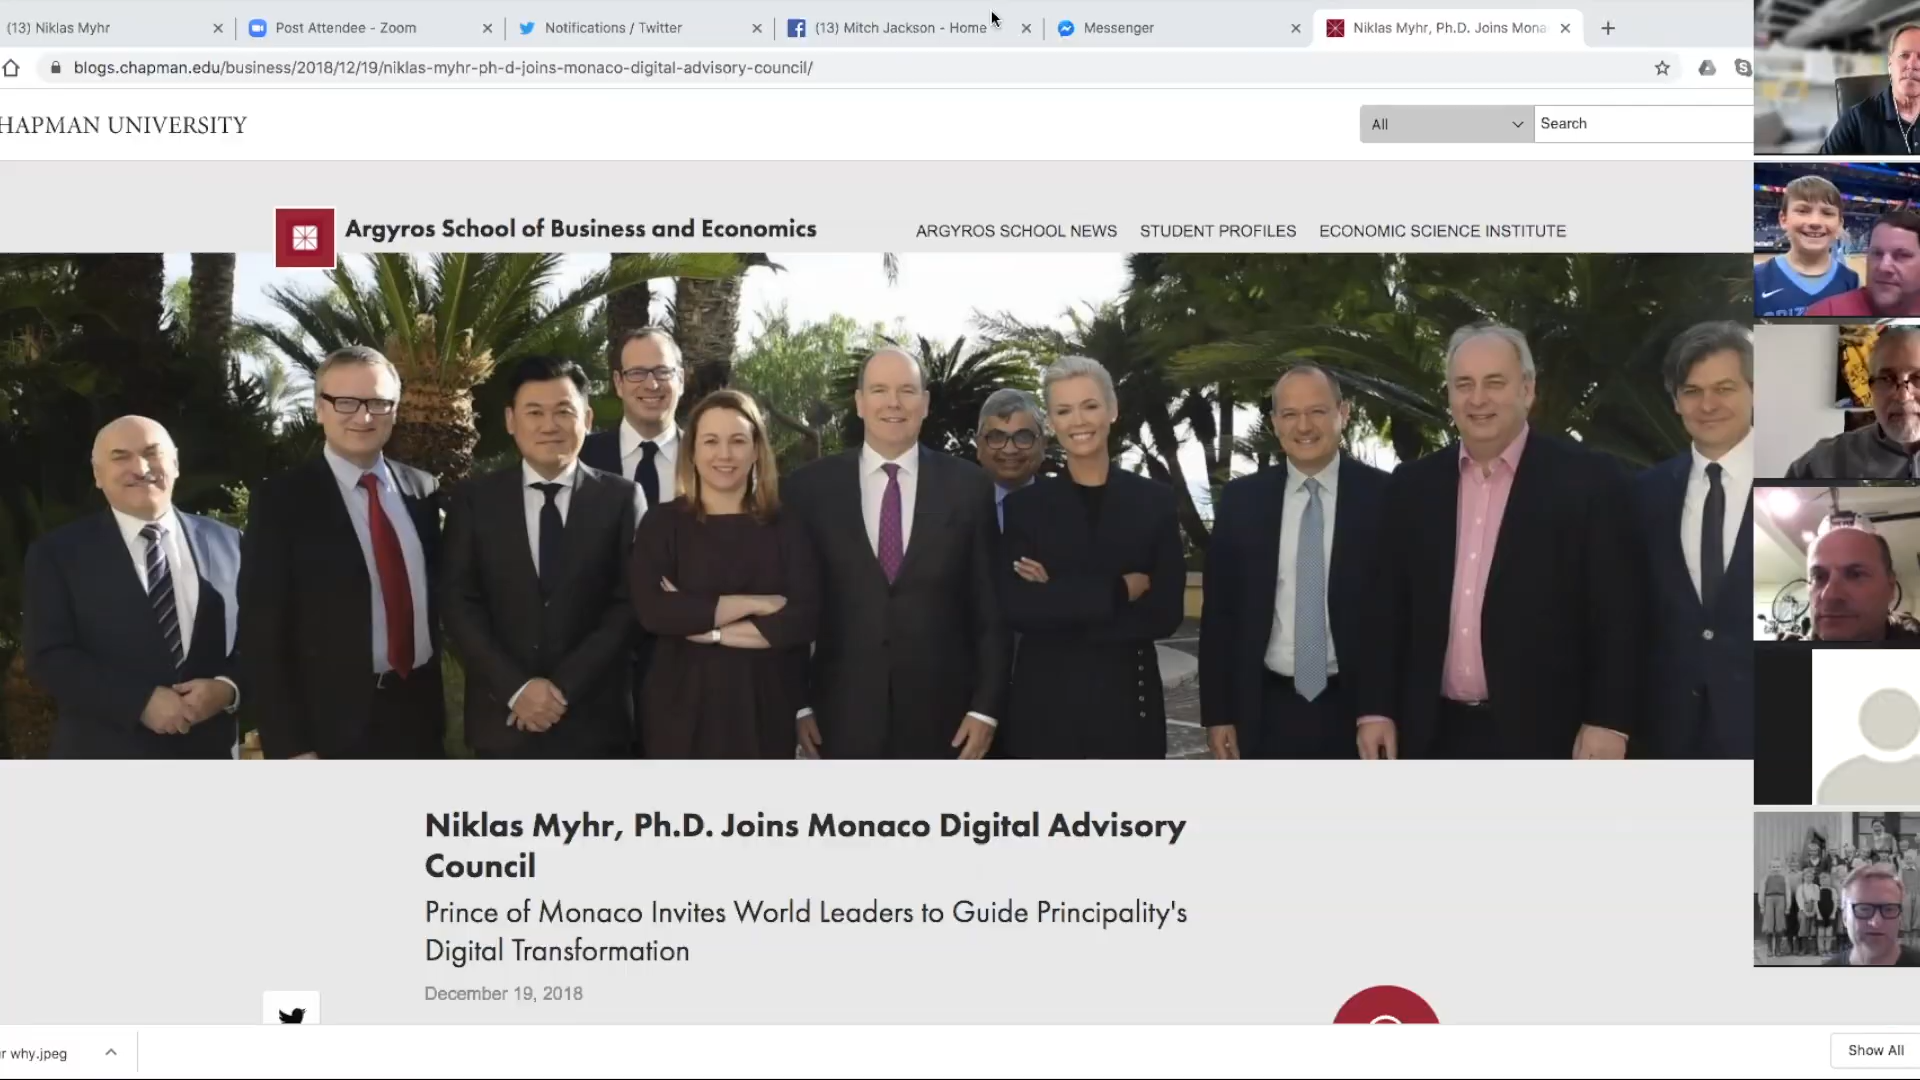 (13) Niklas Myhr
Post Attendee - Zoom
Notifications / Twitter
(13) Mitch Jackson - Home
Messenger
Niklas Myhr, Ph.D. Joins Mona
blogs.chapman.edu/business/2018/12/19/niklas-myhr-ph-d-joins-monaco-digital-advisory-council/
HAPMAN UNIVERSITY
All
Search
Argyros School of Business and Economics
ARGYROS SCHOOL NEWS
STUDENT PROFILES
ECONOMIC SCIENCE INSTITUTE
Niklas Myhr, Ph.D. Joins Monaco Digital Advisory
Council
Prince of Monaco Invites World Leaders to Guide Principality's
Digital Transformation
December 19, 2018
r why.jpeg
Show All